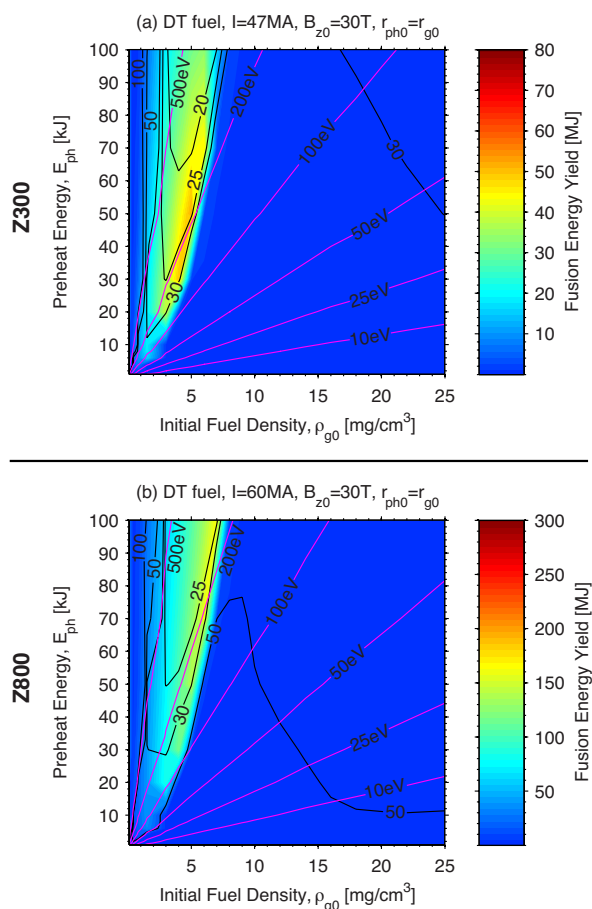 (a) DT fuel, I=47MA, B_z0=30T, r_ph0=r_g0
Z300
Preheat Energy, E_ph [kJ]
100
90
80
70
60
50
40
30
20
10
5
10
15
20
25
Initial Fuel Density, ρ_g0 [mg/cm³]
100
50
500eV
20
200eV
25
30
100eV
30
50eV
25eV
10eV
80
70
60
50
40
30
20
10
Fusion Energy Yield [MJ]
(b) DT fuel, I=60MA, B_z0=30T, r_ph0=r_g0
Z800
Preheat Energy, E_ph [kJ]
100
90
80
70
60
50
40
30
20
10
0
5
10
15
20
25
Initial Fuel Density, ρ_g0 [mg/cm³]
100
50
500eV
25
200eV
50
30
100eV
50eV
25eV
10eV
50
300
250
200
150
100
50
Fusion Energy Yield [MJ]